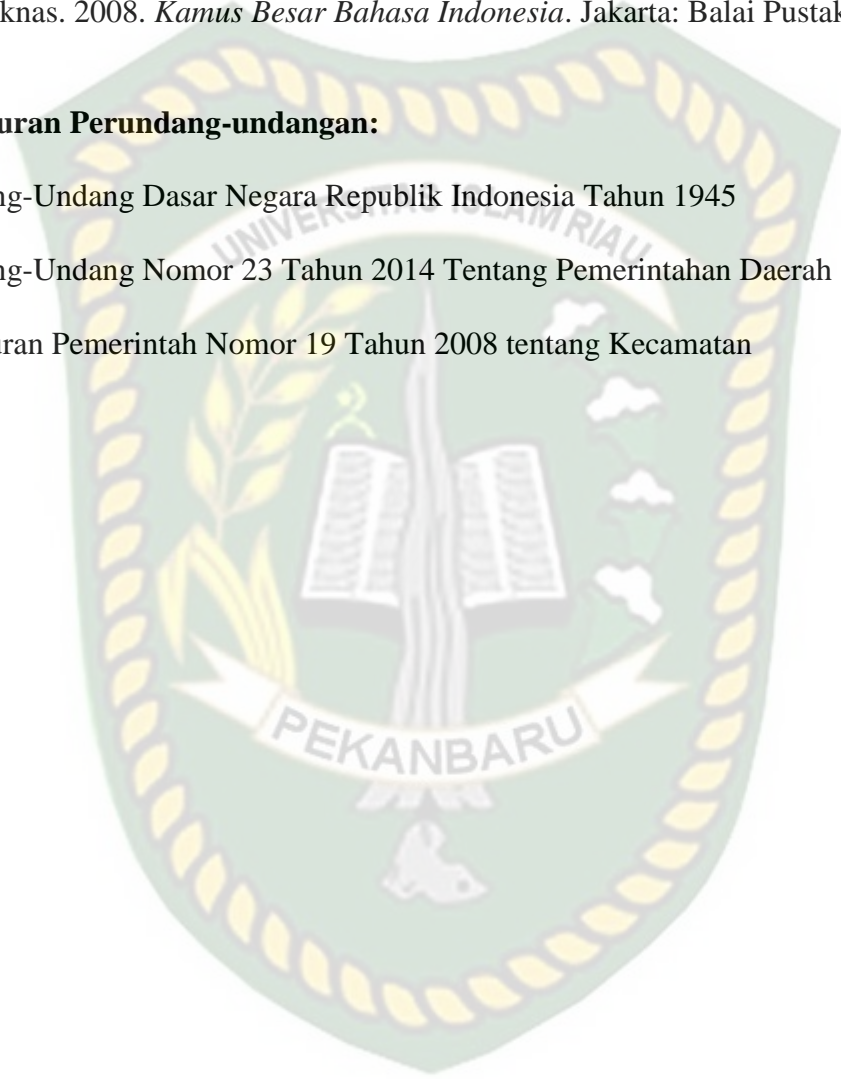 knas. 2008. Kamus Besar Bahasa Indonesia. Jakarta: Balai Pustak
uran Perundang-undangan:
ng-Undang Dasar Negara Republik Indonesia Tahun 1945
UNIVERSITAS ISLAM RIAU
ng-Undang Nomor 23 Tahun 2014 Tentang Pemerintahan Daerah
uran Pemerintah Nomor 19 Tahun 2008 tentang Kecamatan
PEKANBARU